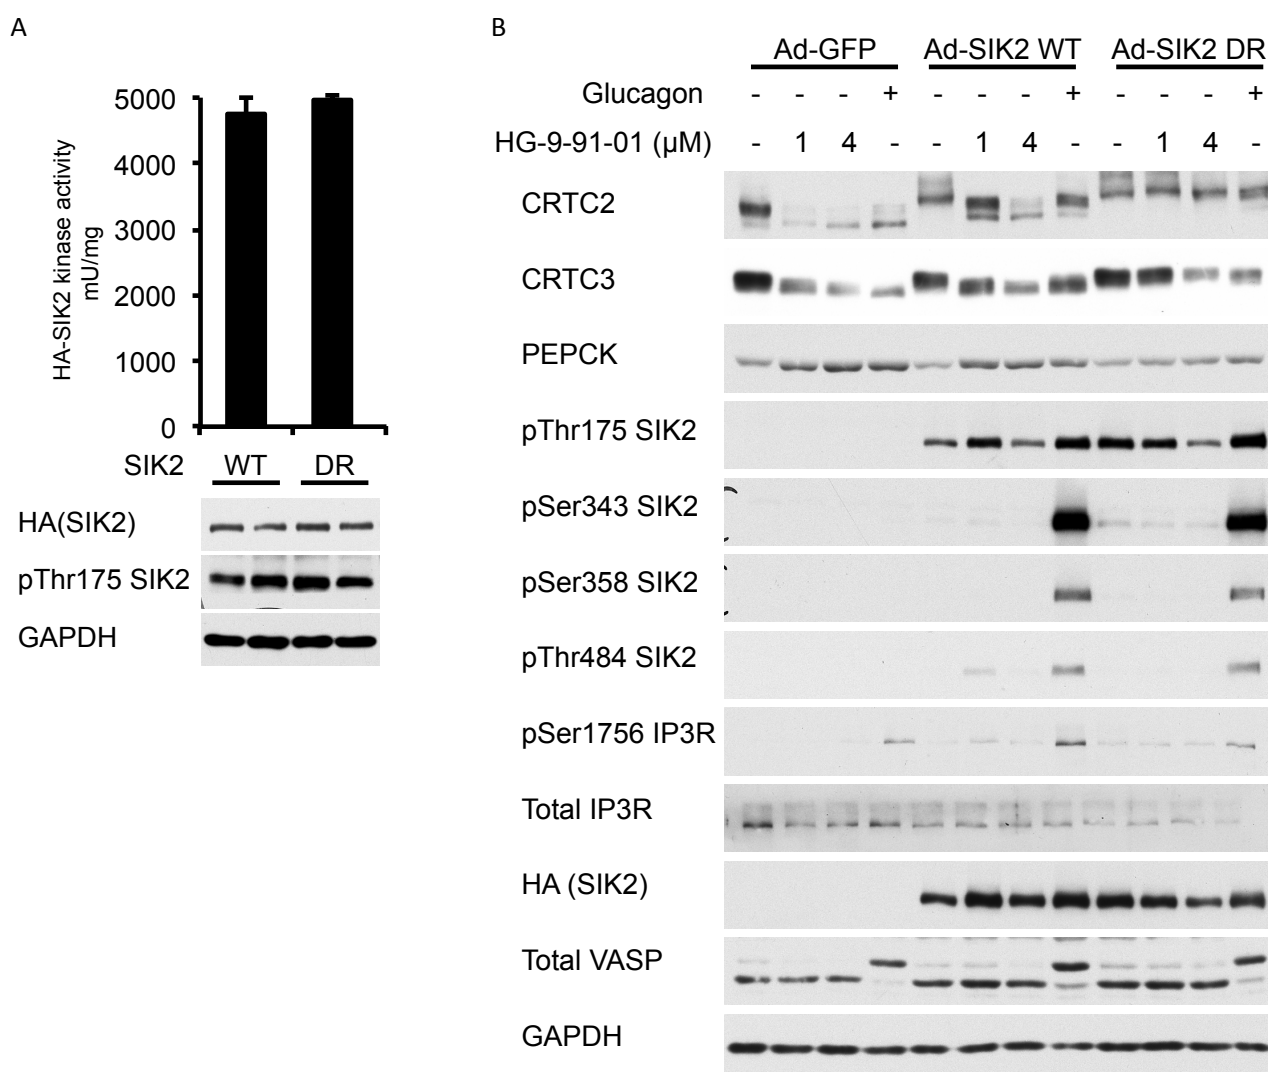 A
5000
4000
3000
2000
1000
0
HA-SIK2 kinase activity
mU/mg
SIK2 WT DR
HA(SIK2)
pThr175 SIK2
GAPDH
B
Ad-GFP Ad-SIK2 WT Ad-SIK2 DR
Glucagon - - - + - - - + - - - +
HG-9-91-01 (µM) - 1 4 - - 1 4 - - 1 4 -
CRTC2
CRTC3
PEPCK
pThr175 SIK2
pSer343 SIK2
pSer358 SIK2
pThr484 SIK2
pSer1756 IP3R
Total IP3R
HA (SIK2)
Total VASP
GAPDH